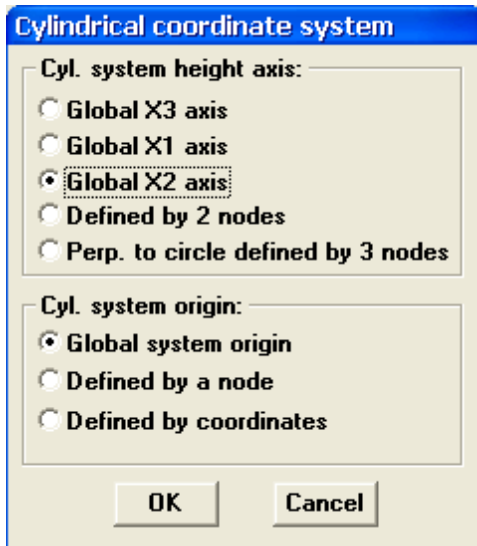 Cylindrical coordinate system
Cyl. system height axis:
Global X3 axis
Global X1 axis
Global X2 axis
Defined by 2 nodes
Perp. to circle defined by 3 nodes
Cyl. system origin:
Global system origin
Defined by a node
Defined by coordinates
OK Cancel